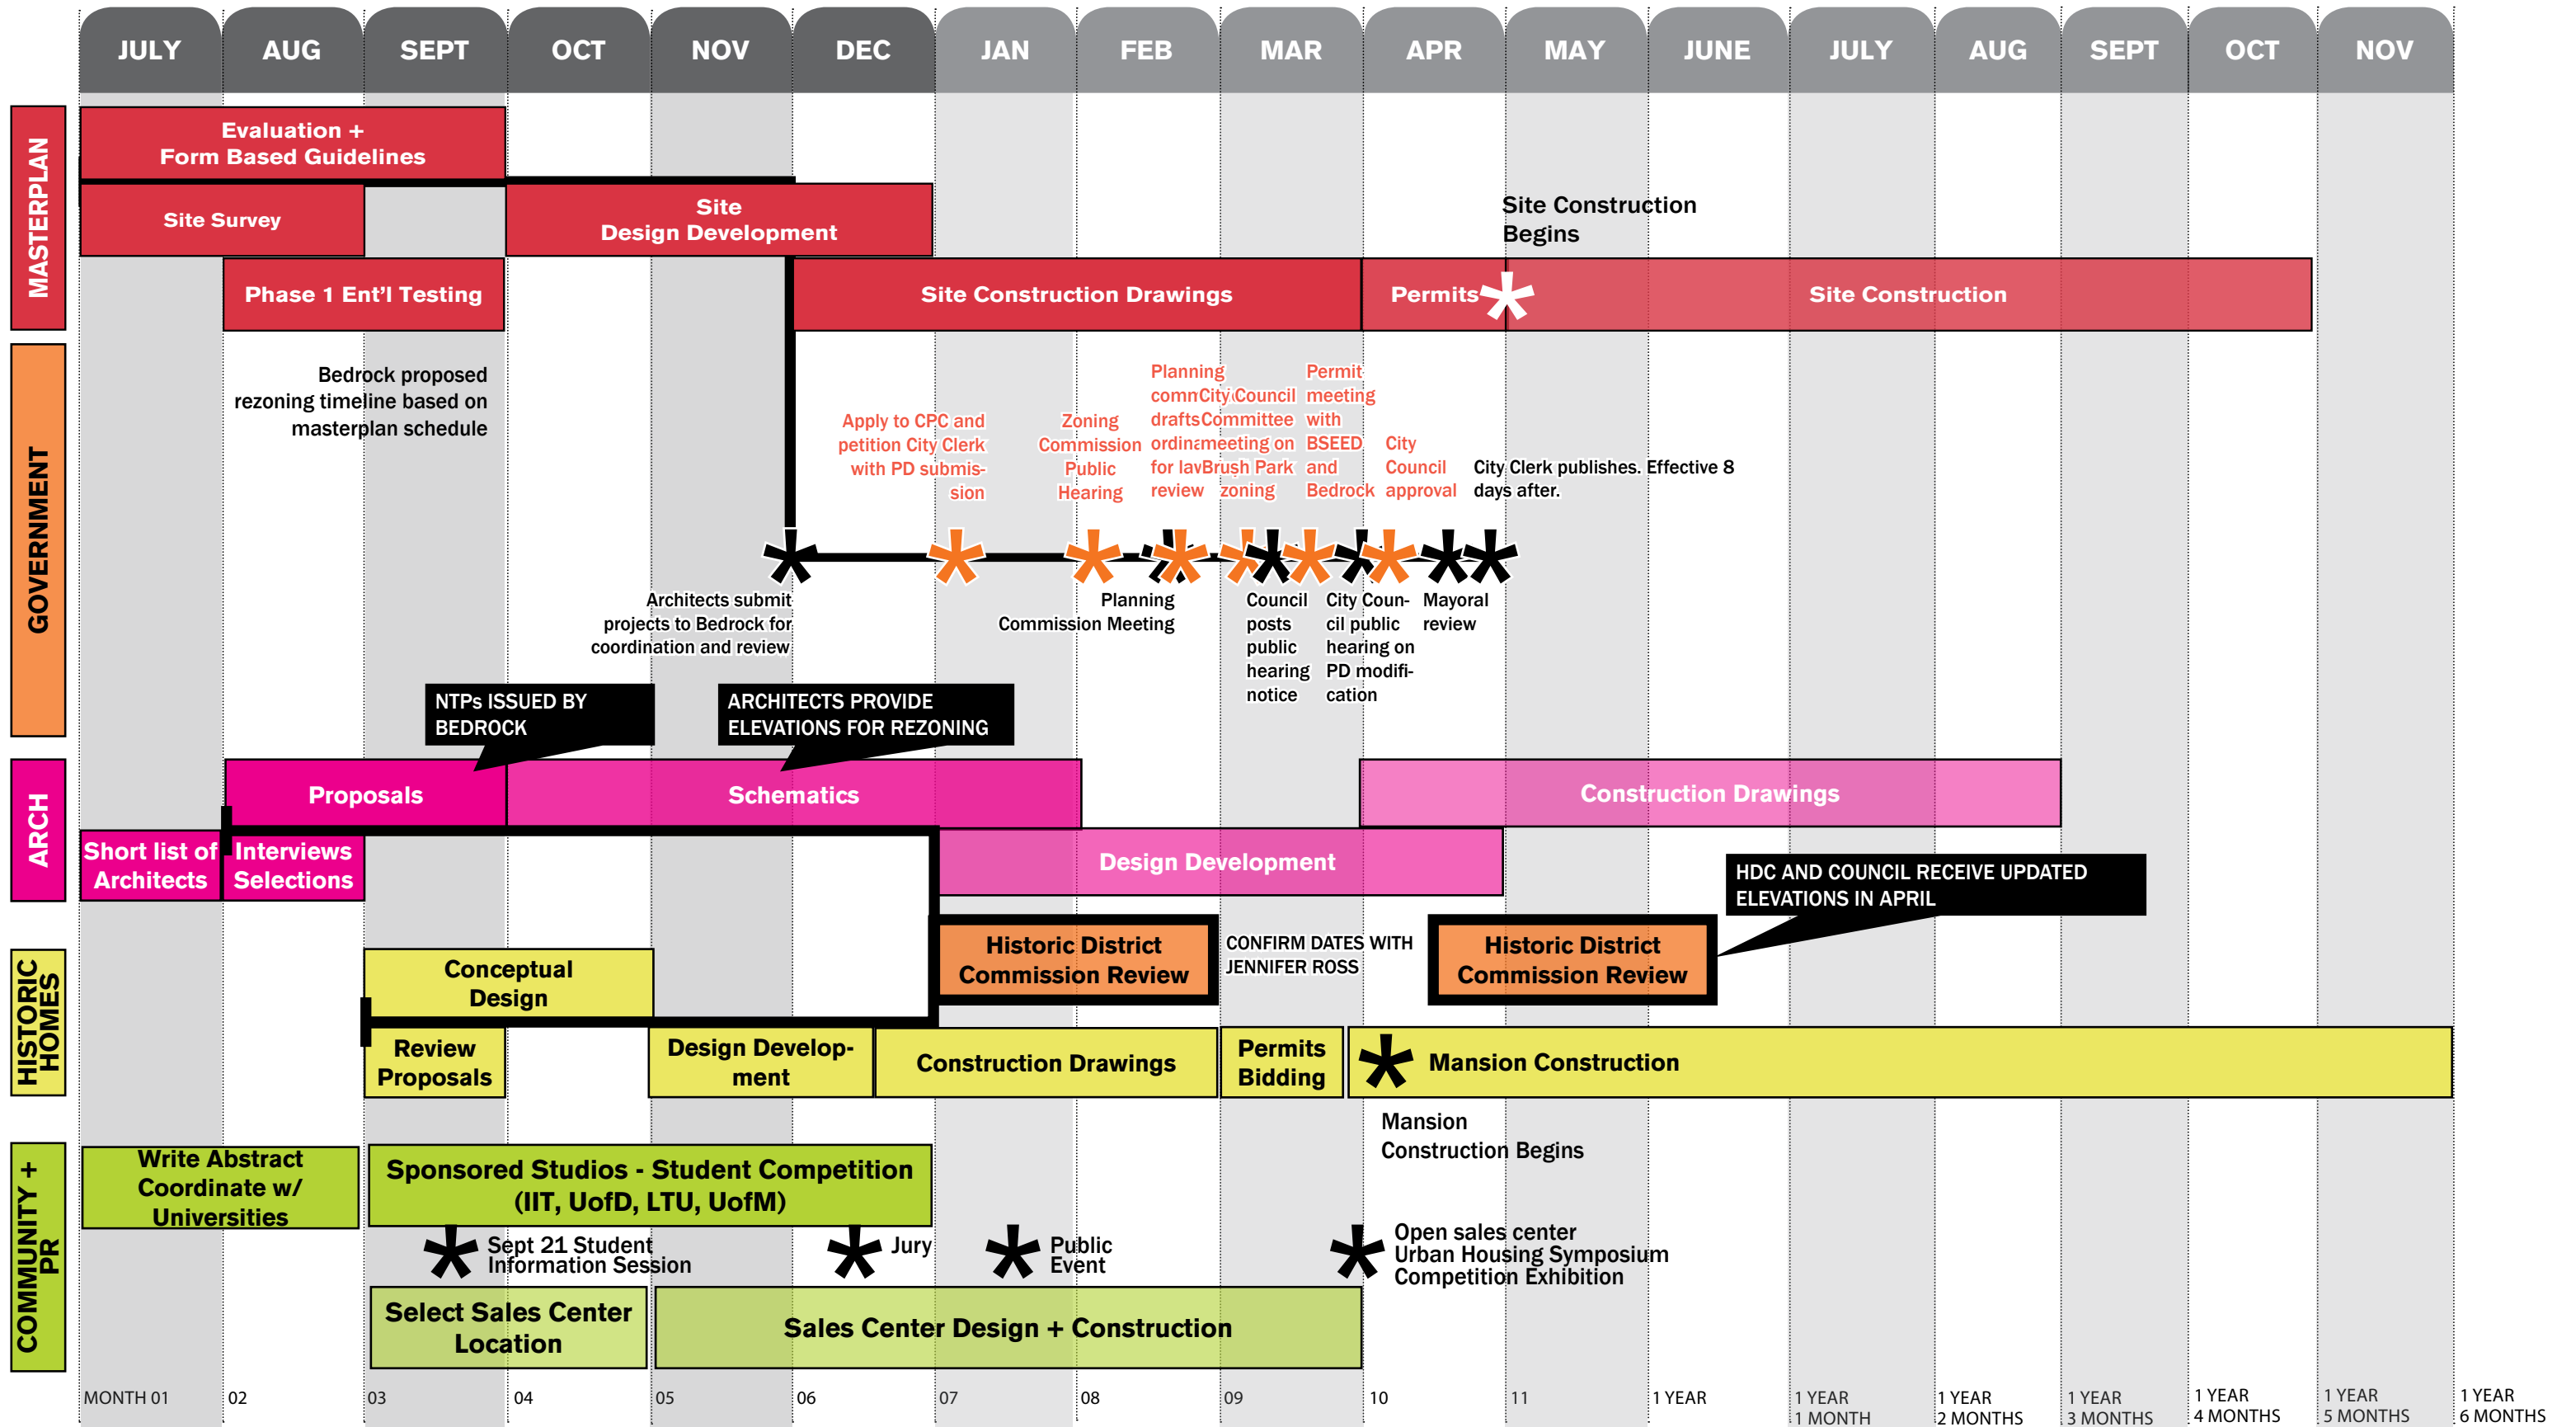 JULY AUG SEPT OCT NOV DEC JAN FEB MAR APR MAY JUNE JULY AUG SEPT OCT NOV
MASTERPLAN
Evaluation +
Form Based Guidelines
Site Survey
Site
Design Development
Site Construction
Begins
Phase 1 Ent'l Testing
Site Construction Drawings
Permits
Site Construction
GOVERNMENT
Bedrock proposed
rezoning timeline based on
masterplan schedule
Apply to CPC and
petition City Clerk
with PD submis-
sion
Zoning
Commission
Public
Hearing
Planning
drafts
for
review
City Council
Committee
meeting on
Brush Park
zoning
Permit
meeting
with
BSEED
and
Bedrock
City
Council
approval
City Clerk publishes. Effective 8
days after.
Architects submit
projects to Bedrock for
coordination and review
Planning
Commission Meeting
Council
posts
public
hearing
notice
City Coun-
cil public
hearing on
PD modifi-
cation
Mayoral
review
NTPs ISSUED BY
BEDROCK
ARCHITECTS PROVIDE
ELEVATIONS FOR REZONING
ARCH
Proposals
Schematics
Construction Drawings
Short list of
Architects
Interviews
Selections
Design Development
HDC AND COUNCIL RECEIVE UPDATED
ELEVATIONS IN APRIL
HISTORIC
HOMES
Conceptual
Design
Historic District
Commission Review
CONFIRM DATES WITH
JENNIFER ROSS
Historic District
Commission Review
Review
Proposals
Design Develop-
ment
Construction Drawings
Permits
Bidding
Mansion Construction
Mansion
Construction Begins
COMMUNITY +
PR
Write Abstract
Coordinate w/
Universities
Sponsored Studios - Student Competition
(IIT, UofD, LTU, UofM)
Sept 21 Student
Information Session
Jury
Public
Event
Open sales center
Urban Housing Symposium
Competition Exhibition
Select Sales Center
Location
Sales Center Design + Construction
MONTH 01 02 03 04 05 06 07 08 09 10 11 1 YEAR
1 YEAR
1 MONTH
1 YEAR
2 MONTHS
1 YEAR
3 MONTHS
1 YEAR
4 MONTHS
1 YEAR
5 MONTHS
1 YEAR
6 MONTHS